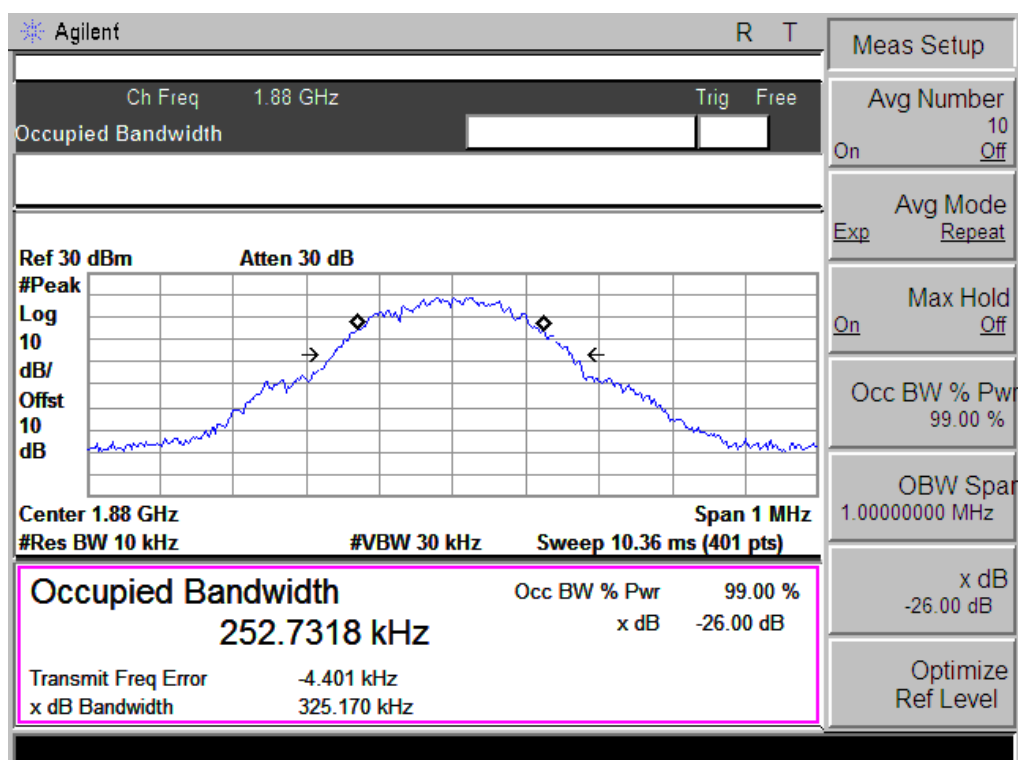 Agilent R T
Ch Freq 1.88 GHz Trig Free
Occupied Bandwidth
Ref 30 dBm Atten 30 dB
#Peak
Log
10
dB/
Offst
10
dB
Center 1.88 GHz Span 1 MHz
#Res BW 10 kHz #VBW 30 kHz Sweep 10.36 ms (401 pts)
Occupied Bandwidth Occ BW % Pwr 99.00 %
252.7318 kHz x dB -26.00 dB
Transmit Freq Error -4.401 kHz
x dB Bandwidth 325.170 kHz
Meas Setup
Avg Number
10
On Off
Avg Mode
Exp Repeat
Max Hold
On Off
Occ BW % Pwr
99.00 %
OBW Span
1.00000000 MHz
x dB
-26.00 dB
Optimize
Ref Level